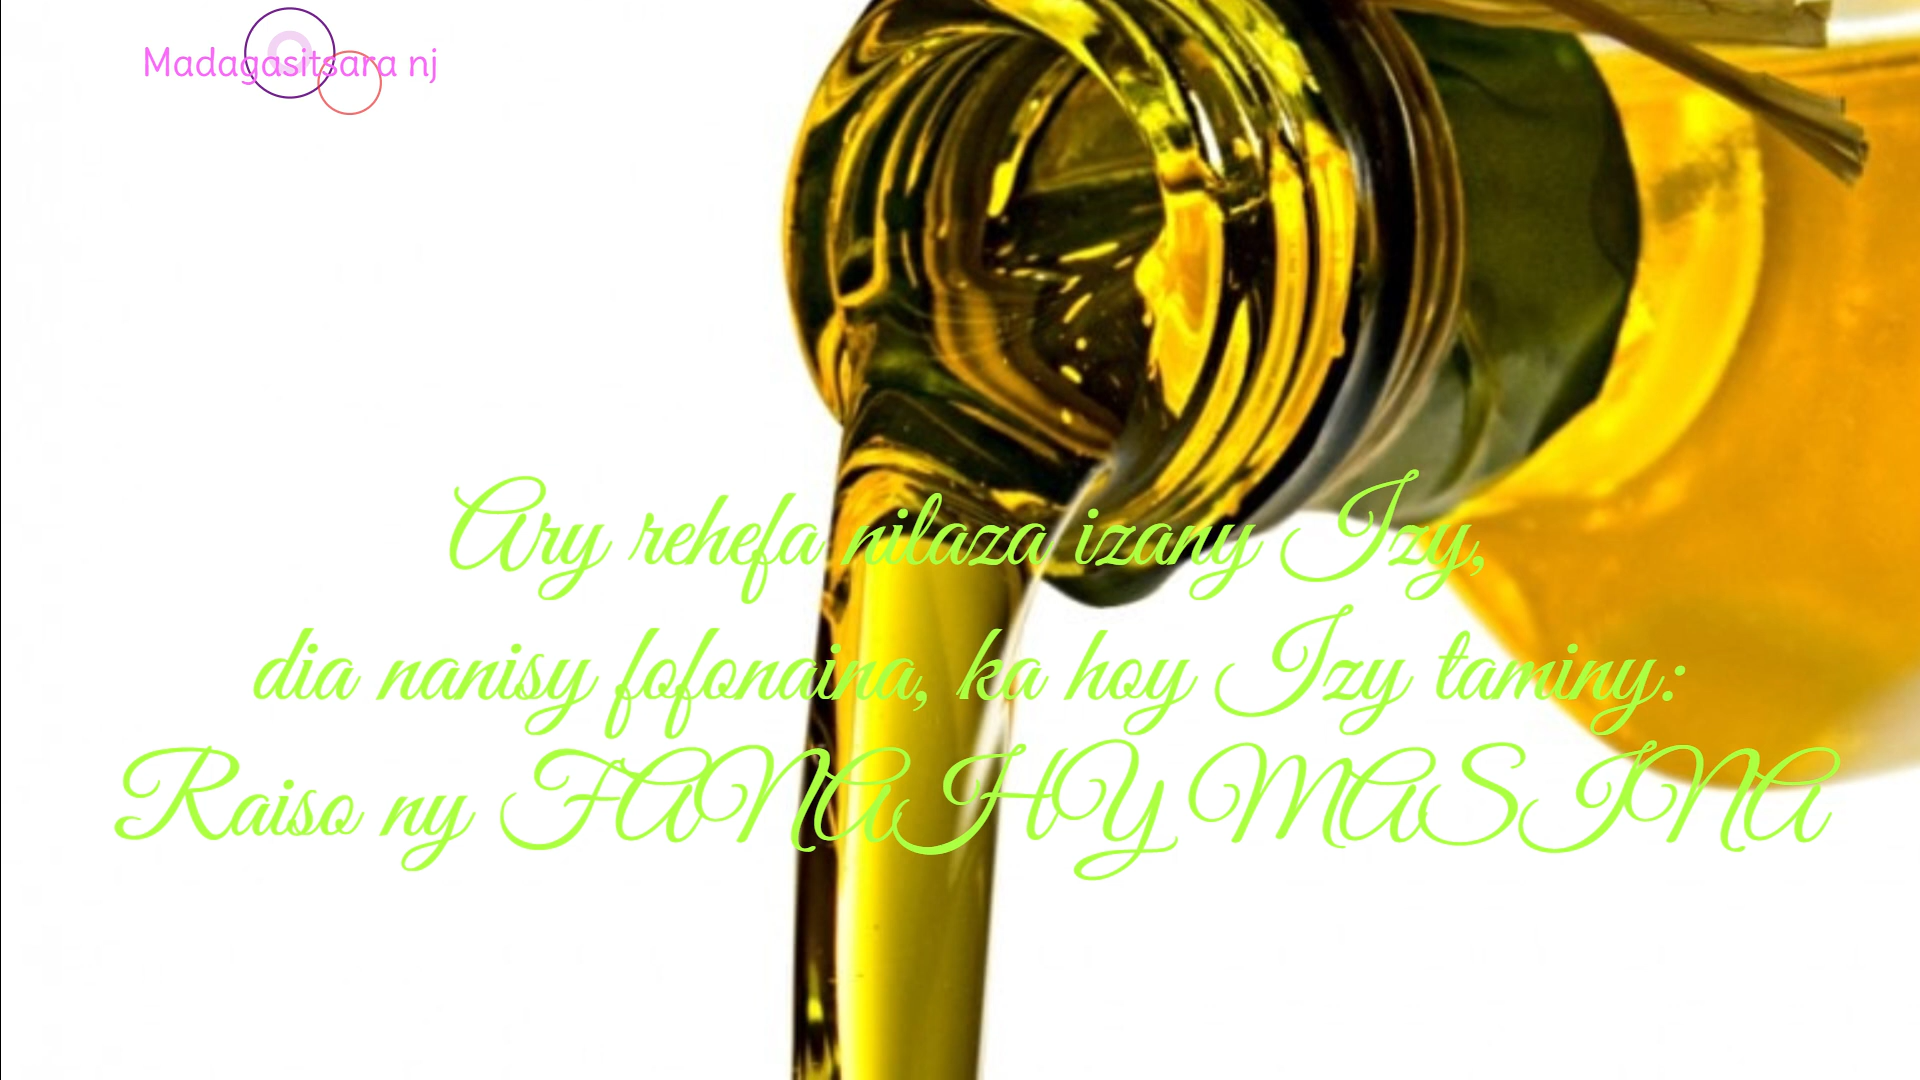 Madagasitsara nj
Ary rehefa nilaza izany Izy,
dia nanisy fofonaina, ka hoy Izy taminy:
Raiso ny FANAHY MASINA